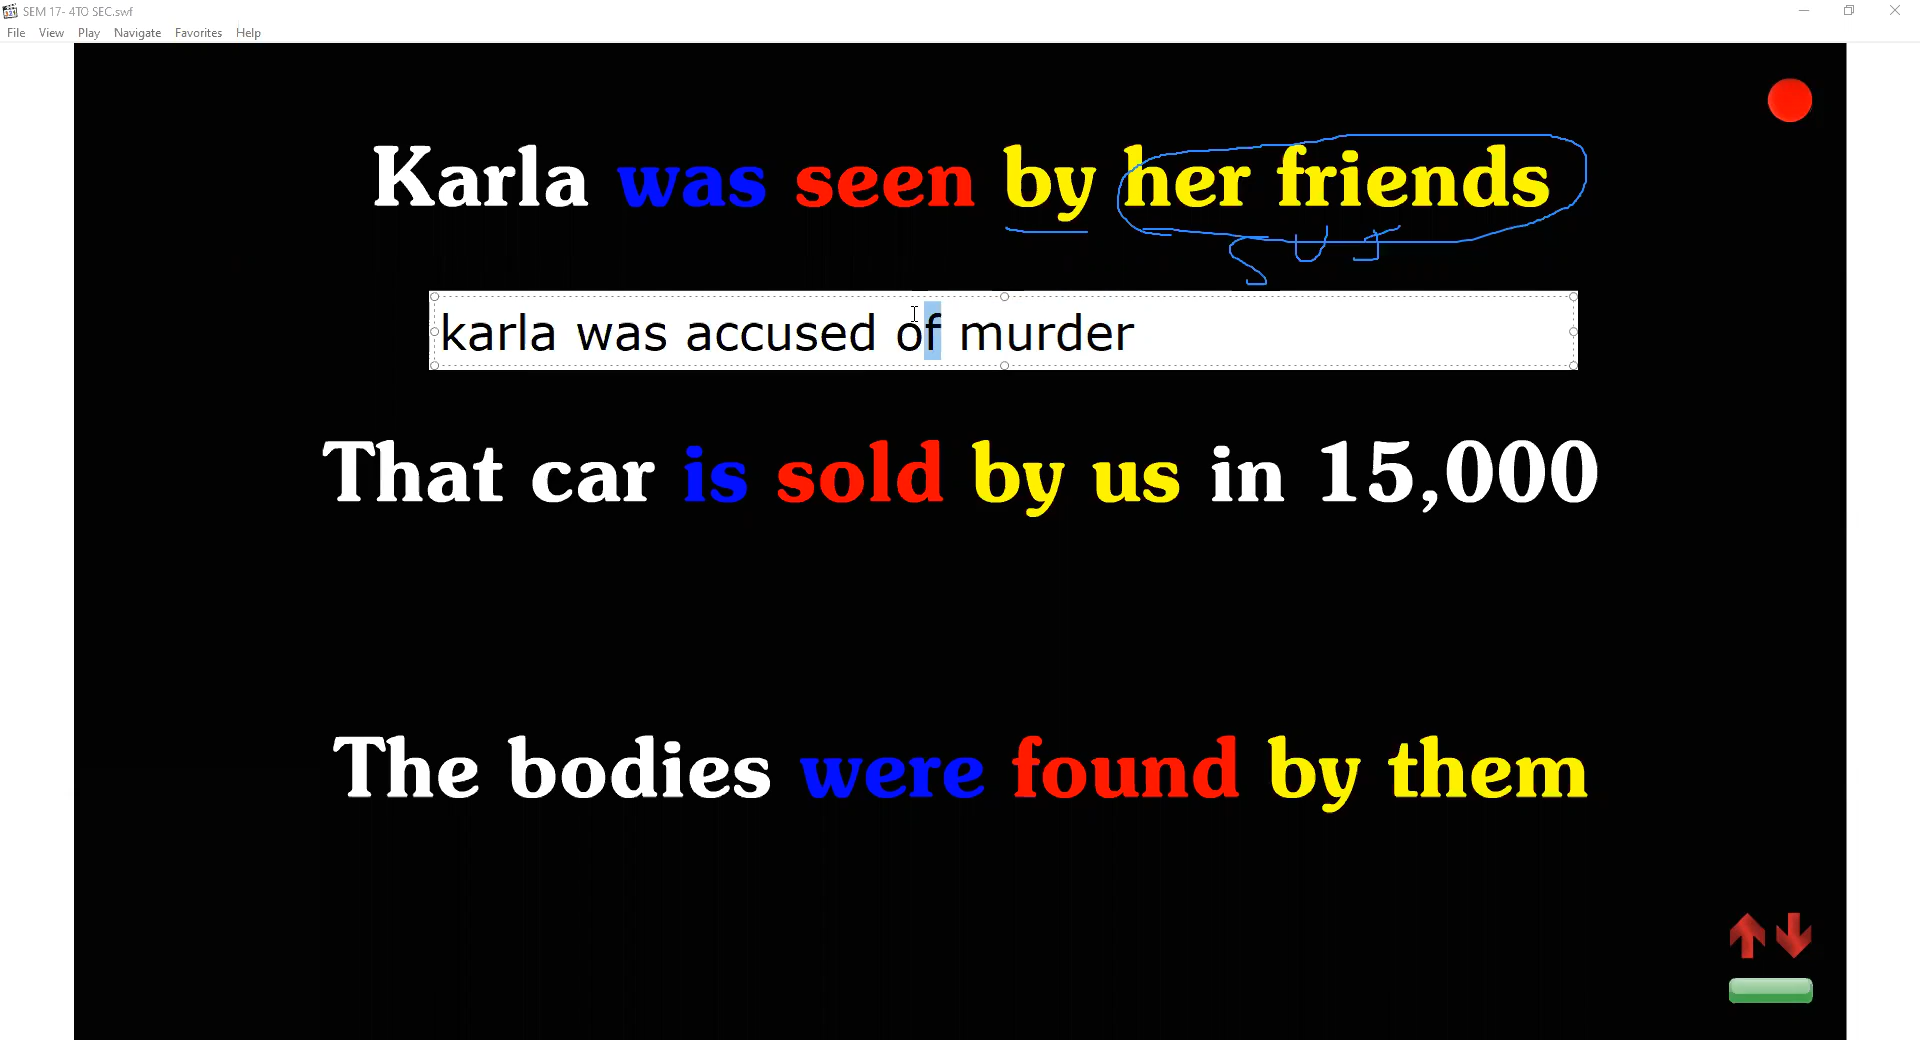 SEM 17- 4TO SEC.swf
File View Play Navigate Favorites Help
Karla was seen by her friends
SUJ
karla was accused of murder
That car is sold by us in 15,000
The bodies were found by them